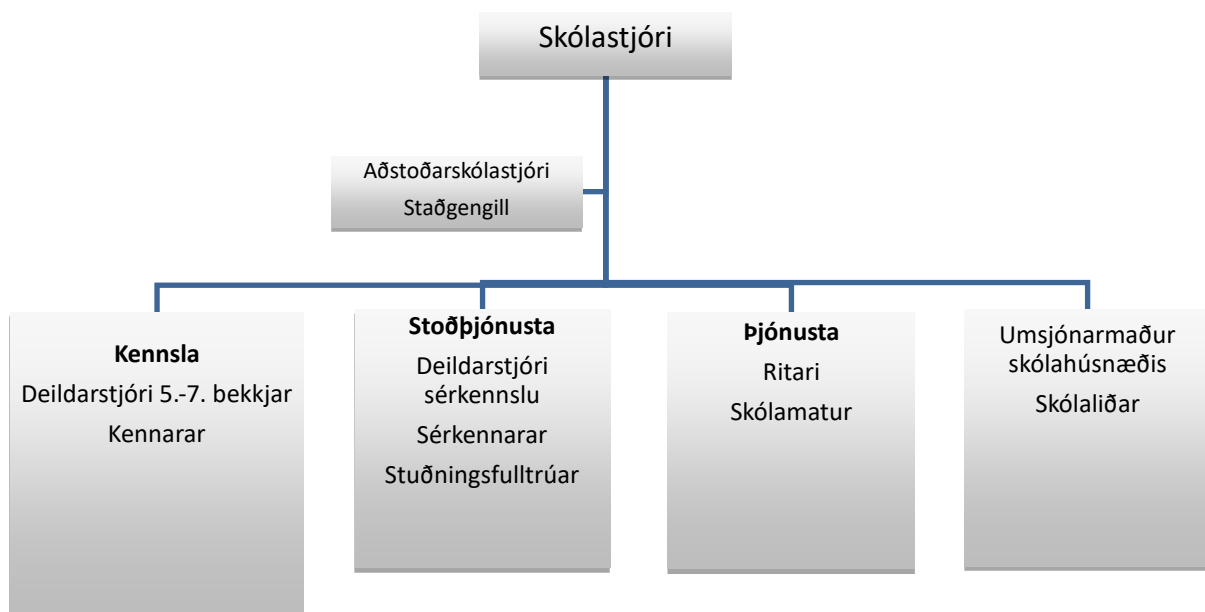 Skólastjóri
Aðstoðarskólastjóri
Staðgengill
Kennsla
Deildarstjóri 5.-7. bekkjar
Kennarar
Stoðþjónusta
Deildarstjóri
sérkennslu
Sérkennarar
Stuðningsfulltrúar
Þjónusta
Ritari
Skólamatur
Umsjónarmaður
skólahúsnæðis
Skólaliðar